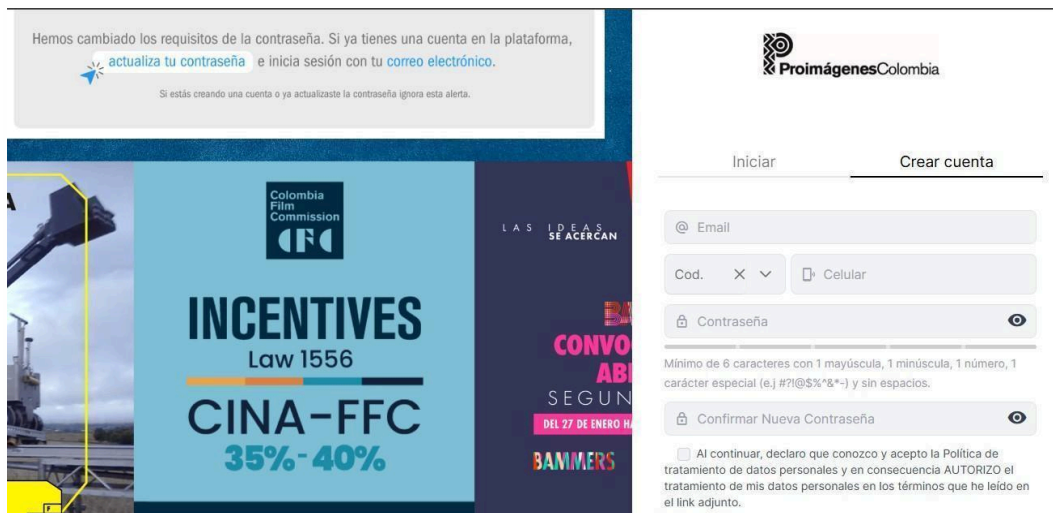 Hemos cambiado los requisitos de la contraseña. Si ya tienes una cuenta en la plataforma,
actualiza tu contraseña e inicia sesión con tu correo electrónico.
Si estás creando una cuenta o ya actualizaste la contraseña ignora esta alerta.
A
Colombia
Film
Commission
CFC
INCENTIVES
Law 1556
CINA-FFC
35%-40%
LAS IDEAS
SE ACERCAN
CONVO
AB
SEGUN
DEL 27 DE ENERO
BAMMERS
ProimágenesColombia
Iniciar
Crear cuenta
@ Email
Cod.
Celular
Contraseña
Mínimo de 6 caracteres con 1 mayúscula, 1 minúscula, 1 número, 1
carácter especial (e.j #?!@$%^&*-) y sin espacios.
Confirmar Nueva Contraseña
Al continuar, declaro que conozco y acepto la Política de
tratamiento de datos personales y en consecuencia AUTORIZO el
tratamiento de mis datos personales en los términos que he leído en
el link adjunto.